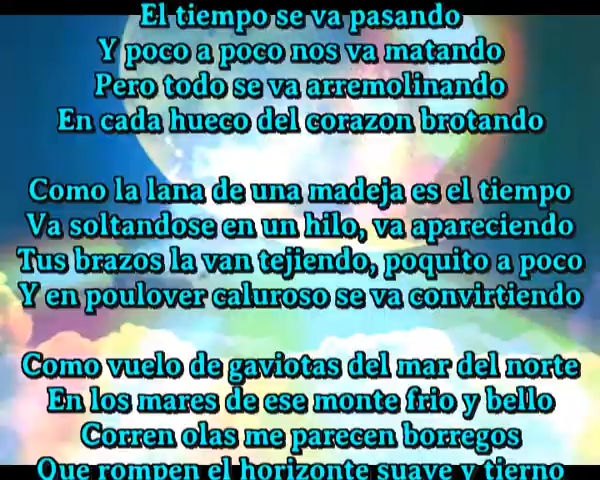 El tiempo se va pasando
Y poco a poco nos va matando
Pero todo se va arremolinando
En cada hueco del corazon brotando
Como la lana de una madeja es el tiempo
Va soltandose en un hilo, va apareciendo
Tus brazos la van tejiendo, poquito a poco
Y en poulover caluroso se va convirtiendo
Como vuelo de gaviotas del mar del norte
En los mares de ese monte frio y bello
Corren olas me parecen borregos
Que rompen el horizonte suave y tierno